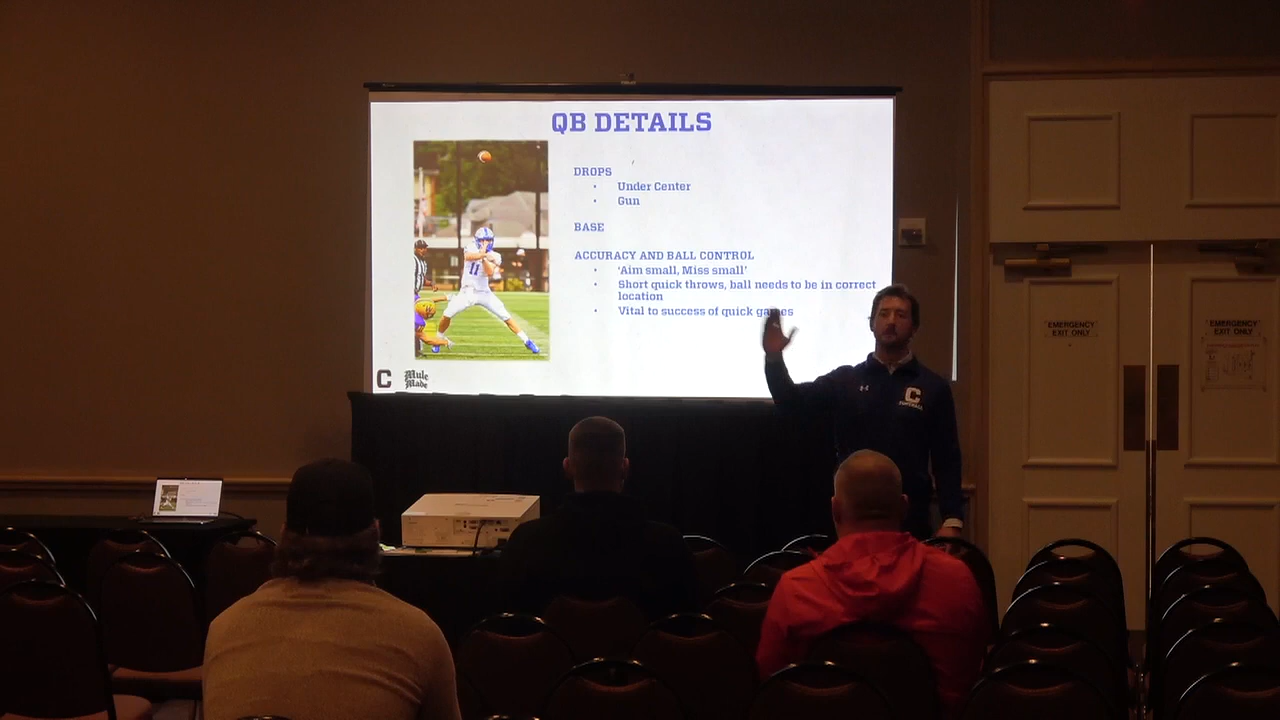 QB DETAILS
DROPS
• Under Center
• Gun
BASE
ACCURACY AND BALL CONTROL
• 'Aim small, Miss small'
• Short quick throws, ball needs to be in correct
location
• Vital to success of quick games
11
C
Mule
Made
C
EMERGENCY
EXIT ONLY
EMERGENCY
EXIT ONLY